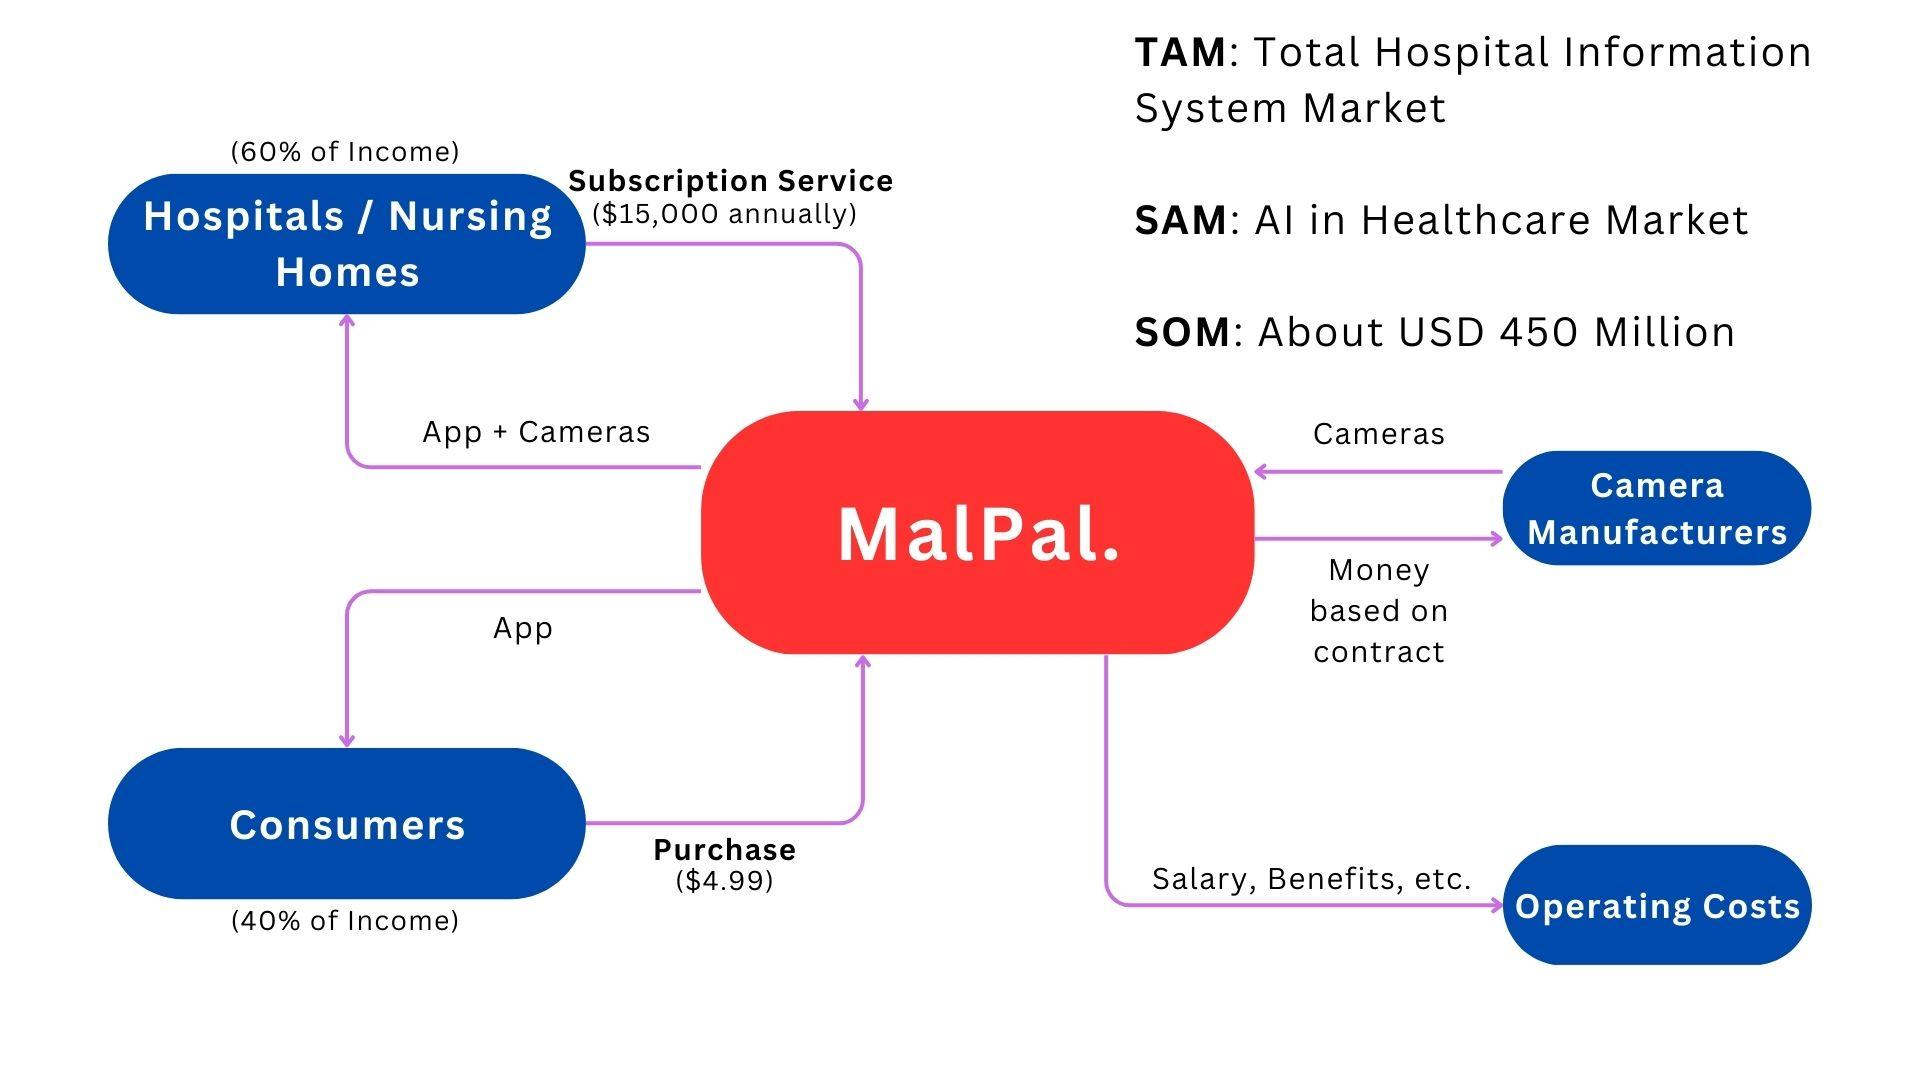 TAM: Total Hospital Information
System Market
SAM: AI in Healthcare Market
SOM: About USD 450 Million
(60% of Income)
Hospitals / Nursing
Homes
Subscription Service
($15,000 annually)
App + Cameras
MalPal.
Cameras
Camera
Manufacturers
Money
based on
contract
App
Consumers
(40% of Income)
Purchase
($4.99)
Salary, Benefits, etc.
Operating Costs